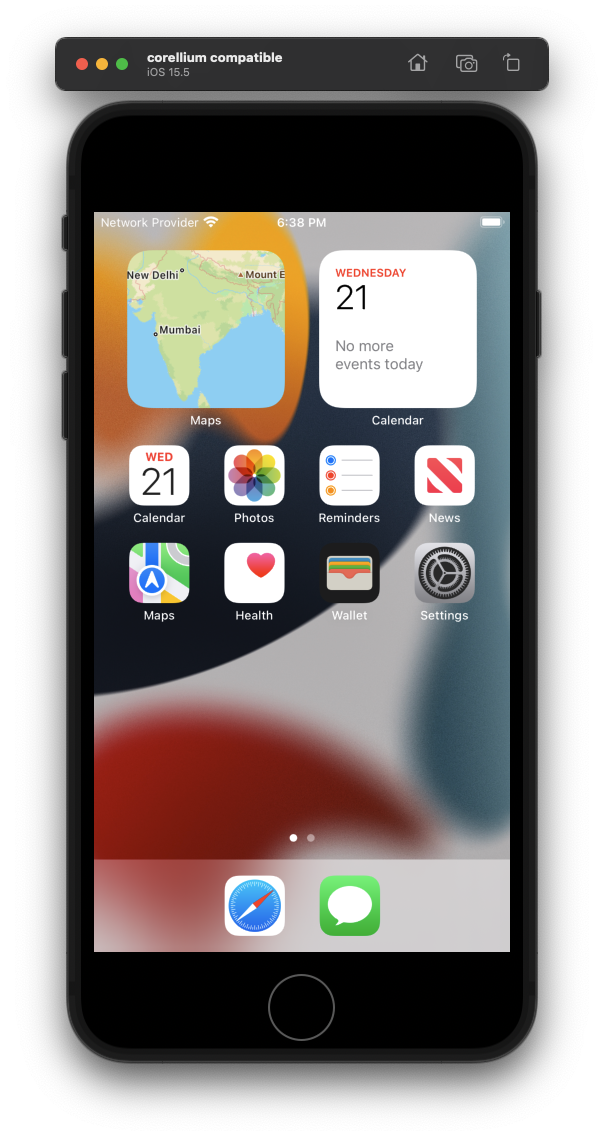 corellium compatible
iOS 15.5
Network Provider 6:38 PM
New Delhi
Mount E
Mumbai
WEDNESDAY
21
No more
events today
Maps Calendar
WED
21
Calendar Photos Reminders News
Maps Health Wallet Settings